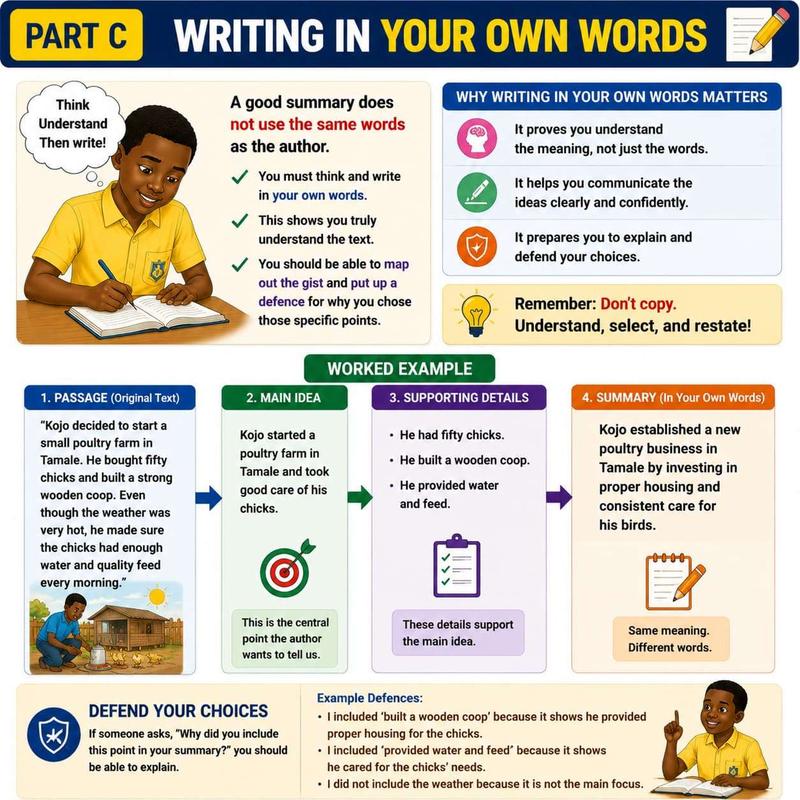 PART C
WRITING IN YOUR OWN WORDS
Think
Understand
Then write!
A good summary does
not use the same words
as the author.
You must think and write
in your own words.
This shows you truly
understand the text.
You should be able to map
out the gist and put up a
defence for why you chose
those specific points.
WHY WRITING IN YOUR OWN WORDS MATTERS
It proves you understand
the meaning, not just the words.
It helps you communicate the
ideas clearly and confidently.
It prepares you to explain and
defend your choices.
Remember: Don't copy.
Understand, select, and restate!
WORKED EXAMPLE
1. PASSAGE (Original Text)
"Kojo decided to start a
small poultry farm in
Tamale. He bought fifty
chicks and built a strong
wooden coop. Even
though the weather was
very hot, he made sure
the chicks had enough
water and quality feed
every morning."
2. MAIN IDEA
Kojo started a
poultry farm in
Tamale and took
good care of his
chicks.
This is the central
point the author
wants to tell us.
3. SUPPORTING DETAILS
• He had fifty chicks.
• He built a wooden coop.
• He provided water
and feed.
These details support
the main idea.
4. SUMMARY (In Your Own Words)
Kojo established a new
poultry business in
Tamale by investing in
proper housing and
consistent care for
his birds.
Same meaning.
Different words.
DEFEND YOUR CHOICES
If someone asks, "Why did you include
this point in your summary?" you should
be able to explain.
Example Defences:
• I included 'built a wooden coop' because it shows he provided
proper housing for the chicks.
• I included 'provided water and feed' because it shows
he cared for the chicks' needs.
• I did not include the weather because it is not the main focus.